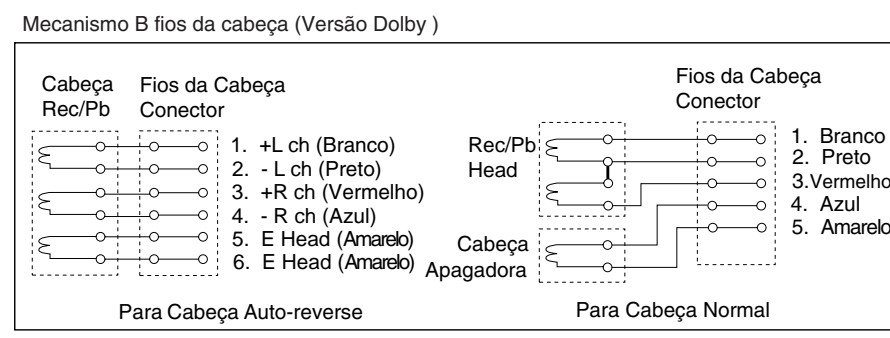 Mecanismo B fios da cabeça (Versão Dolby )
Cabeça
Rec/Pb
Fios da Cabeça
Conector
1. +L ch (Branco)
2. - L ch (Preto)
3. +R ch (Vermelho)
4. - R ch (Azul)
5. E Head (Amarelo)
6. E Head (Amarelo)
Para Cabeça Auto-reverse
Rec/Pb
Head
Cabeça
Apagadora
Fios da Cabeça
Conector
1. Branco
2. Preto
3.Vermelho
4. Azul
5. Amarelo
Para Cabeça Normal